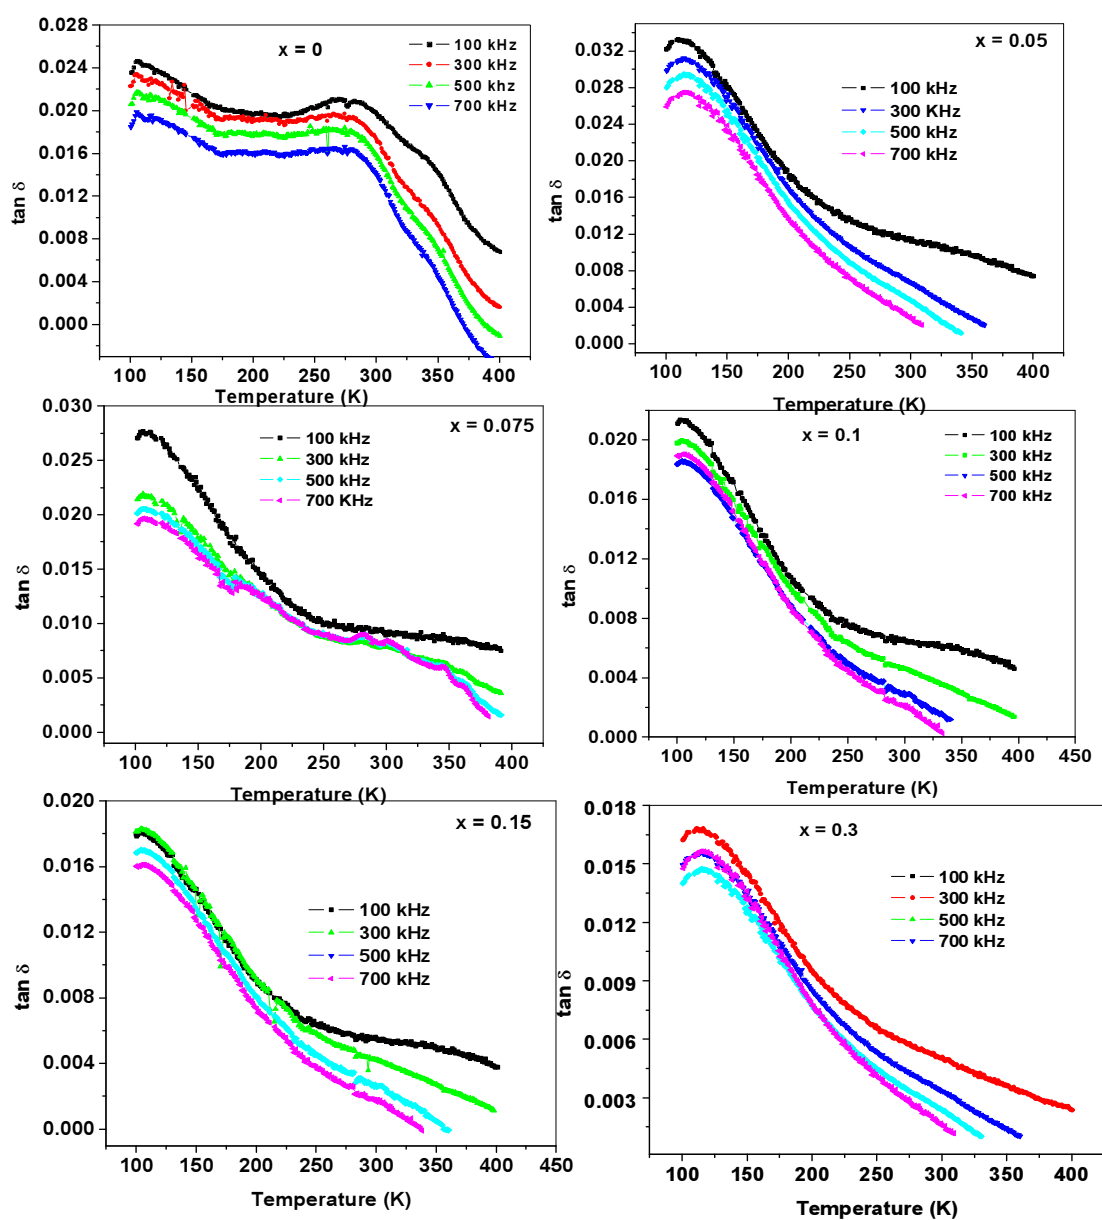 x = 0
100 kHz
300 kHz
500 kHz
700 kHz
0.028
0.024
0.020
0.016
0.012
0.008
0.004
0.000
tan δ
100 150 200 250 300 350 400
Temperature (K)
x = 0.05
100 kHz
300 KHz
500 kHz
700 kHz
0.032
0.028
0.024
0.020
0.016
0.012
0.008
0.004
0.000
tan δ
100 150 200 250 300 350 400
Temperature (K)
x = 0.075
100 kHz
300 kHz
500 kHz
700 KHz
0.030
0.025
0.020
0.015
0.010
0.005
0.000
tan δ
100 150 200 250 300 350 400
Temperature (K)
x = 0.1
100 kHz
300 kHz
500 kHz
700 kHz
0.020
0.016
0.012
0.008
0.004
0.000
tan δ
100 150 200 250 300 350 400 450
Temperature (K)
x = 0.15
100 kHz
300 kHz
500 kHz
700 kHz
0.020
0.016
0.012
0.008
0.004
0.000
tan δ
100 150 200 250 300 350 400 450
Temperature (K)
x = 0.3
100 kHz
300 kHz
500 kHz
700 kHz
0.018
0.015
0.012
0.009
0.006
0.003
tan δ
100 150 200 250 300 350 400
Temperature (K)